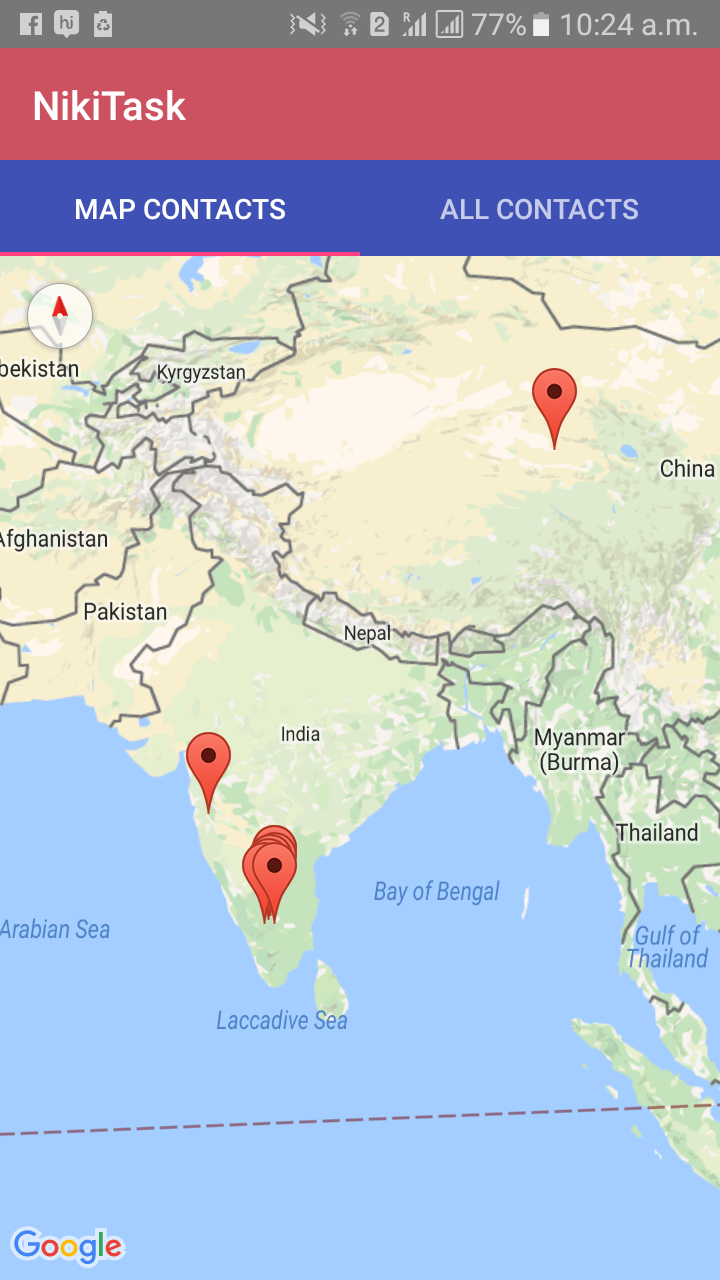 hj 2 R 77% 10:24 a.m.
NikiTask
MAP CONTACTS ALL CONTACTS
bekistan
Kyrgyzstan
China
Afghanistan
Pakistan
Nepal
India
Myanmar
(Burma)
Thailand
Bay of Bengal
Arabian Sea
Gulf of
Thailand
Laccadive Sea
Google